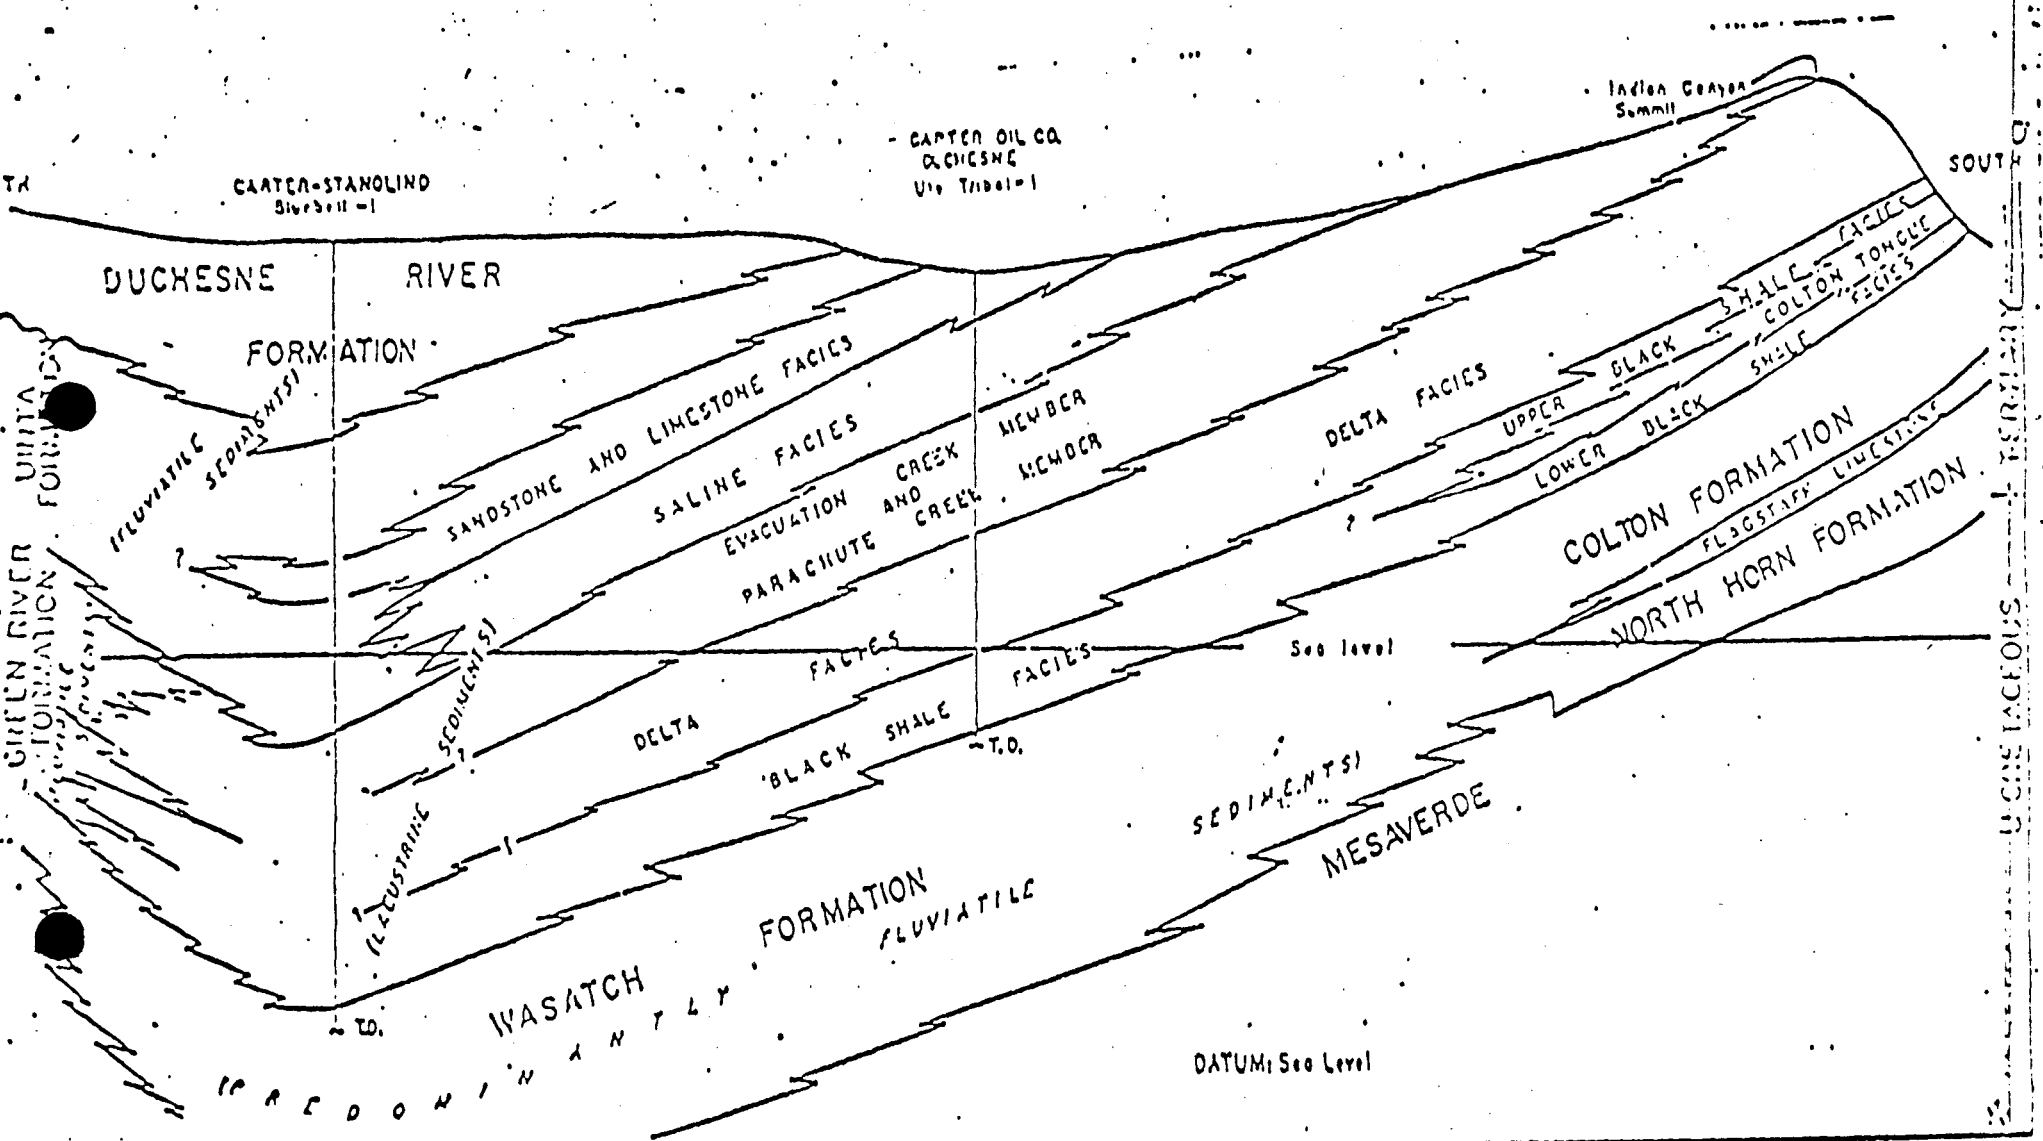 Indian Canyon
Summit
CARTER OIL CO.
DUCHESNE
Ute Tribal-1
CARTER-STANOLIND
Bluebell-1
SOUTH
DUCHESNE RIVER
FORMATION
(FLUVIATILE
SEDIMENTS)
UINTA
FORMATION
SANDSTONE AND LIMESTONE FACIES
SALINE FACIES
EVACUATION CREEK MEMBER
AND
PARACHUTE CREEK MEMBER
DELTA FACIES
UPPER BLACK SHALE FACIES
COLTON TONGUE
LOWER BLACK SHALE FACIES
COLTON FORMATION
FLAGSTAFF LIMESTONE
NORTH HORN FORMATION
GREEN RIVER
FORMATION
Sea level
DELTA FACIES
BLACK SHALE FACIES
(LACUSTRINE SEDIMENTS)
?
?
?
?
~T.D.
~T.D.
WASATCH FORMATION
(PREDOMINANTLY FLUVIATILE SEDIMENTS)
MESAVERDE
DATUM: Sea Level
TERTIARY
CRETACEOUS